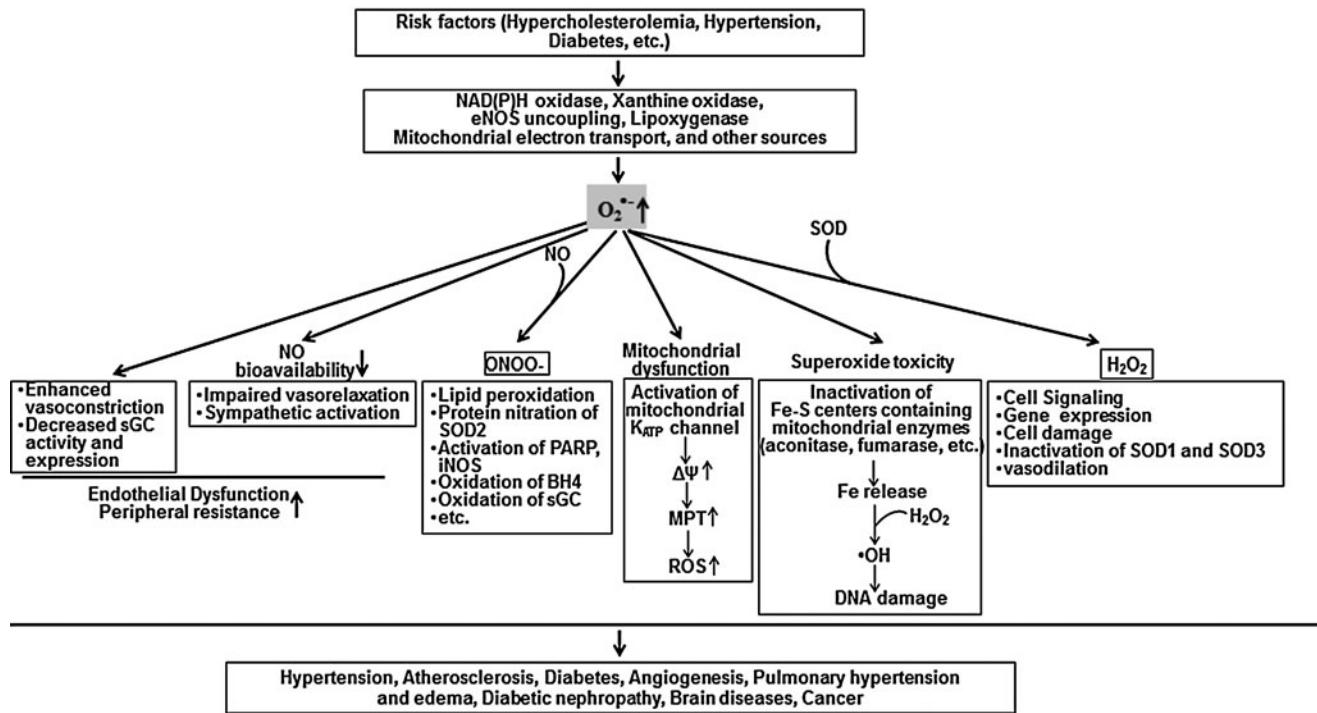 Risk factors (Hypercholesterolemia, Hypertension,
Diabetes, etc.)
NAD(P)H oxidase, Xanthine oxidase,
eNOS uncoupling, Lipoxygenase
Mitochondrial electron transport, and other sources
O₂•⁻↑
NO
SOD
•Enhanced
vasoconriction
•Decreased sGC
activity and
expression
NO
bioavailability↓
•Impaired vasorelaxation
•Sympathetic activation
Endothelial Dysfunction
Peripheral resistance ↑
ONOO-
•Lipid peroxidation
•Protein nitration of
SOD2
•Activation of PARP,
iNOS
•Oxidation of BH4
•Oxidation of sGC
•etc.
Mitochondrial
dysfunction
Activation of
mitochondrial
K_ATP channel
ΔΨ↑
MPT↑
ROS↑
Superoxide toxicity
Inactivation of
Fe-S centers containing
mitochondrial enzymes
(aconitase, fumarase, etc.)
Fe release
H₂O₂
•OH
DNA damage
H₂O₂
•Cell Signaling
•Gene expression
•Cell damage
•Inactivation of SOD1 and SOD3
•vasodilation
Hypertension, Atherosclerosis, Diabetes, Angiogenesis, Pulmonary hypertension
and edema, Diabetic nephropathy, Brain diseases, Cancer